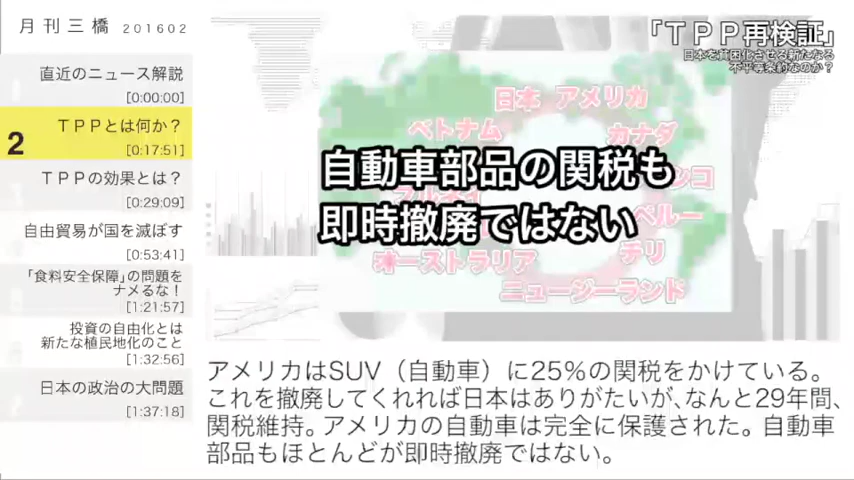 月刊三橋 201602
「ＴＰＰ再検証」
日本を貧困化させる新たなる
不平等条約なのか？
直近のニュース解説
[0:00:00]
2
ＴＰＰとは何か？
[0:17:51]
ＴＰＰの効果とは？
[0:29:09]
自由貿易が国を滅ぼす
[0:53:41]
「食料安全保障」の問題を
ナメるな！
[1:21:57]
投資の自由化とは
新たな植民地化のこと
[1:32:56]
日本の政治の大問題
[1:37:18]
日本 アメリカ
ベトナム カナダ
自動車部品の関税も
即時撤廃ではない
ペルー
オーストラリア チリ
ニュージーランド
アメリカはSUV（自動車）に25%の関税をかけている。
これを撤廃してくれれば日本はありがたいが、なんと29年間、
関税維持。アメリカの自動車は完全に保護された。自動車
部品もほとんどが即時撤廃ではない。